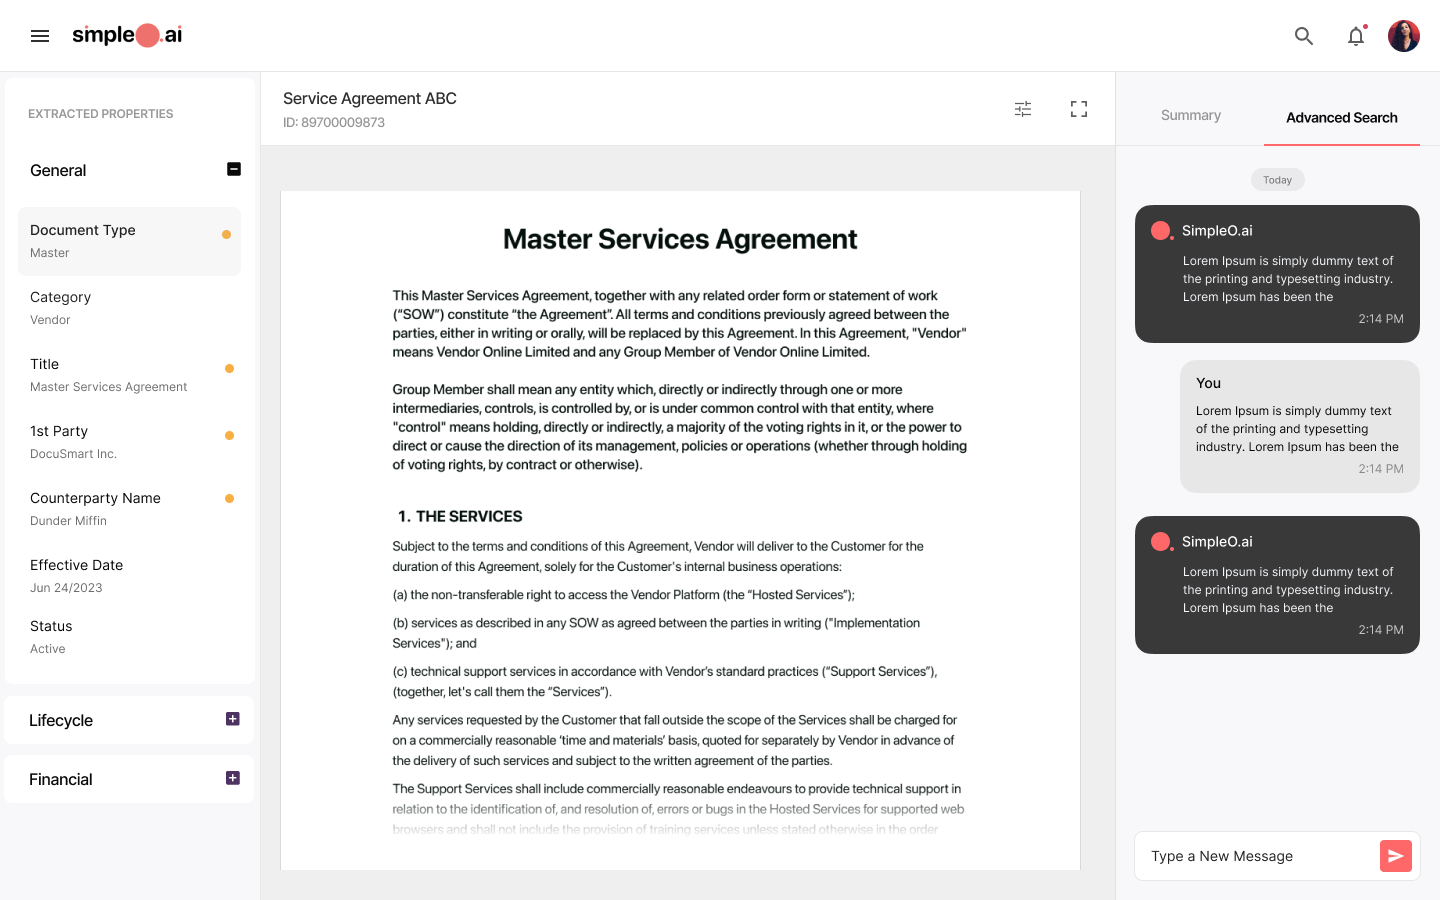 simpleO.ai
EXTRACTED PROPERTIES
General
Document Type
Master
Category
Vendor
Title
Master Services Agreement
1st Party
DocuSmart Inc.
Counterparty Name
Dunder Miffin
Effective Date
Jun 24/2023
Status
Active
Lifecycle
Financial
Service Agreement ABC
ID: 89700009873
Master Services Agreement
This Master Services Agreement, together with any related order form or statement of work
(“SOW”) constitute “the Agreement”. All terms and conditions previously agreed between the
parties, either in writing or orally, will be replaced by this Agreement. In this Agreement, "Vendor"
means Vendor Online Limited and any Group Member of Vendor Online Limited.
Group Member shall mean any entity which, directly or indirectly through one or more
intermediaries, controls, is controlled by, or is under common control with that entity, where
"control" means holding, directly or indirectly, a majority of the voting rights in it, or the power to
direct or cause the direction of its management, policies or operations (whether through holding
of voting rights, by contract or otherwise).
1. THE SERVICES
Subject to the terms and conditions of this Agreement, Vendor will deliver to the Customer for the
duration of this Agreement, solely for the Customer's internal business operations:
(a) the non-transferable right to access the Vendor Platform (the “Hosted Services”);
(b) services as described in any SOW as agreed between the parties in writing ("Implementation
Services"); and
(c) technical support services in accordance with Vendor’s standard practices (“Support Services”),
(together, let's call them the “Services”).
Any services requested by the Customer that fall outside the scope of the Services shall be charged for
on a commercially reasonable ‘time and materials’ basis, quoted for separately by Vendor in advance of
the delivery of such services and subject to the written agreement of the parties.
The Support Services shall include commercially reasonable endeavours to provide technical support in
relation to the identification of, and resolution of, errors or bugs in the Hosted Services for supported web
browsers and shall not include the provision of training services unless stated otherwise in the order
Summary
Advanced Search
Today
SimpleO.ai
Lorem Ipsum is simply dummy text of
the printing and typesetting industry.
Lorem Ipsum has been the
2:14 PM
You
Lorem Ipsum is simply dummy text
of the printing and typesetting
industry. Lorem Ipsum has been the
2:14 PM
SimpleO.ai
Lorem Ipsum is simply dummy text of
the printing and typesetting industry.
Lorem Ipsum has been the
2:14 PM
Type a New Message